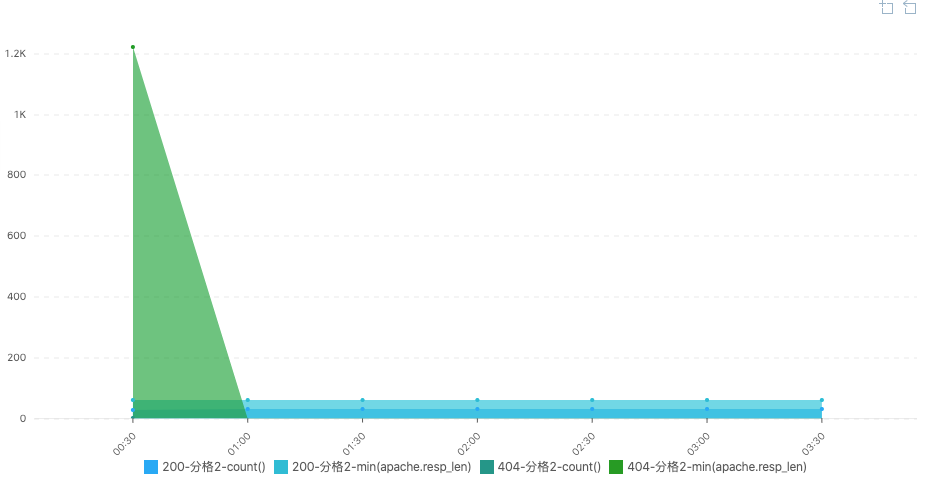 1.2K
1K
800
600
400
200
0
00:30 01:00 01:30 02:00 02:30 03:00 03:30
200-分格2-count() 200-分格2-min(apache.resp_len) 404-分格2-count() 404-分格2-min(apache.resp_len)